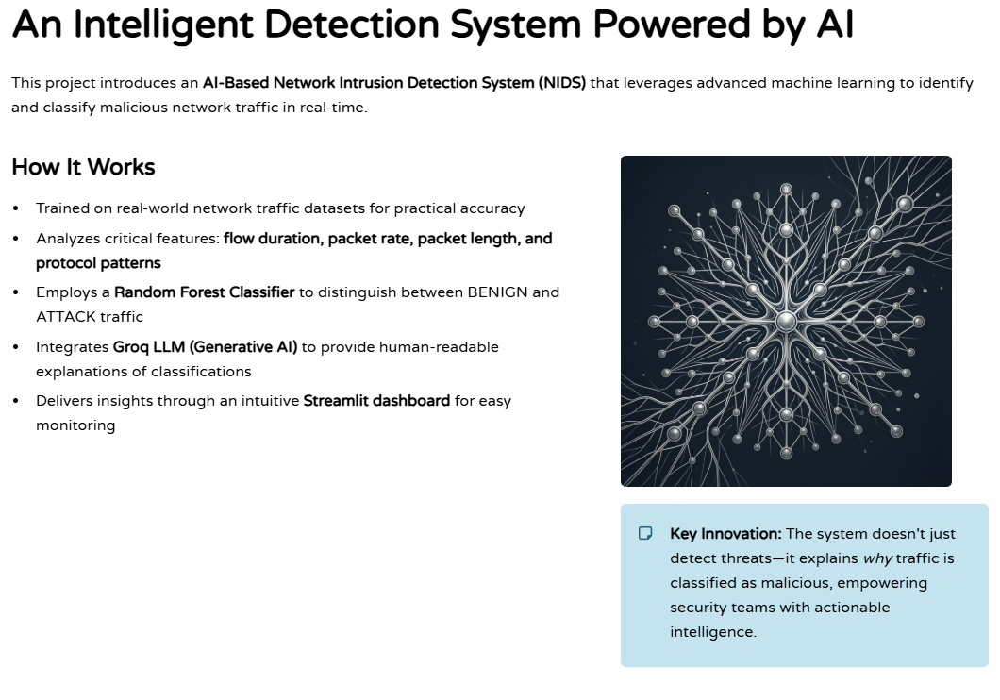 An Intelligent Detection System Powered by AI
This project introduces an AI-Based Network Intrusion Detection System (NIDS) that leverages advanced machine learning to identify
and classify malicious network traffic in real-time.
How It Works
• Trained on real-world network traffic datasets for practical accuracy
• Analyzes critical features: flow duration, packet rate, packet length, and
protocol patterns
• Employs a Random Forest Classifier to distinguish between BENIGN and
ATTACK traffic
• Integrates Groq LLM (Generative AI) to provide human-readable
explanations of classifications
• Delivers insights through an intuitive Streamlit dashboard for easy
monitoring
Key Innovation: The system doesn't just
detect threats—it explains why traffic is
classified as malicious, empowering
security teams with actionable
intelligence.